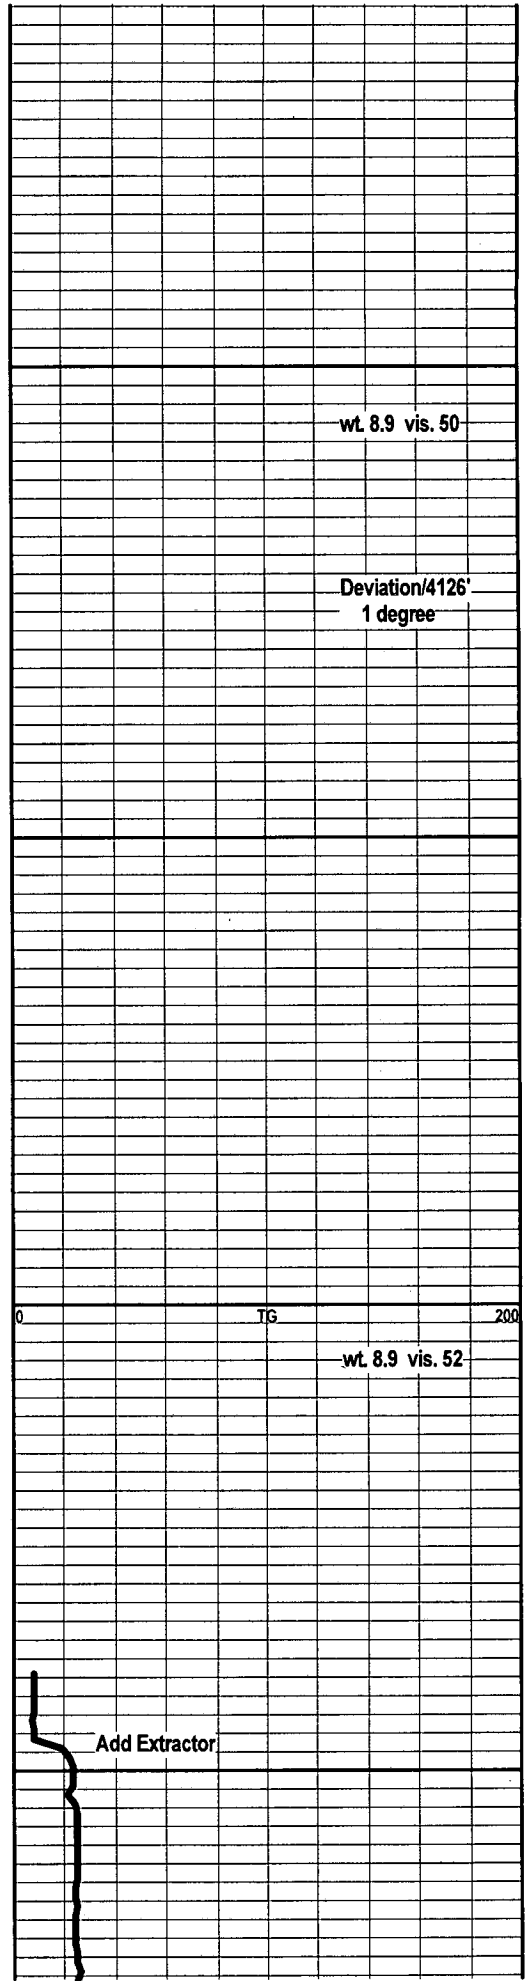 wt. 8.9 vis. 50
Deviation/4126'
1 degree
0 TG 200
wt. 8.9 vis. 52
Add Extractor